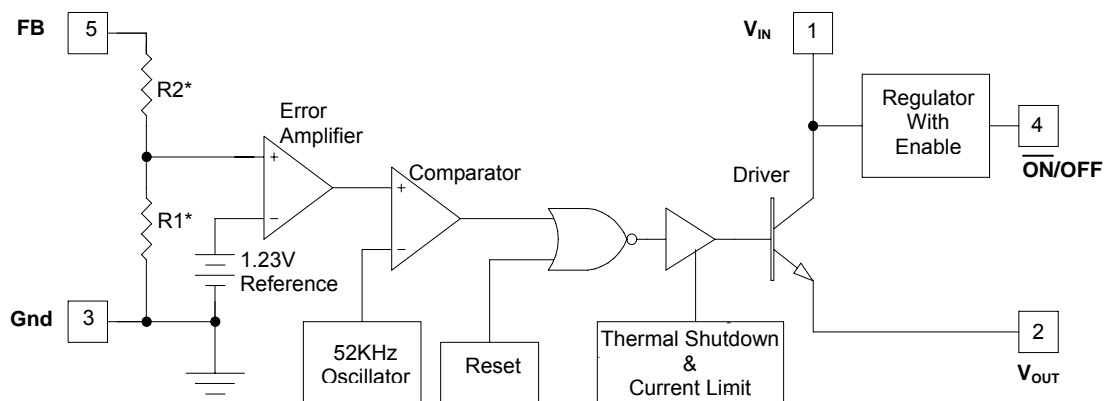 FB
5
R2*
Error
Amplifier
+
−
R1*
1.23V
Reference
Gnd
3
Comparator
+
−
52KHz
Oscillator
Reset
Thermal Shutdown
&
Current Limit
Driver
VIN
1
Regulator
With
Enable
4
ON/OFF
2
VOUT